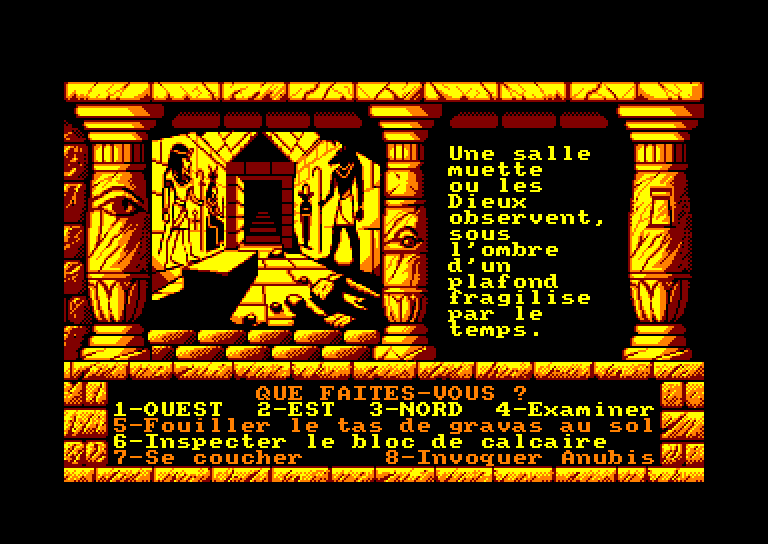 Une salle
muette
ou les
Dieux
observent,
sous
l'ombre
d'un
plafond
fragilise
par le
temps.
QUE FAITES-VOUS ?
1-OUEST 2-EST 3-NORD 4-Examiner
5-Fouiller le tas de gravas au sol
6-Inspecter le bloc de calcaire
7-Se coucher 8-Invoquer Anubis